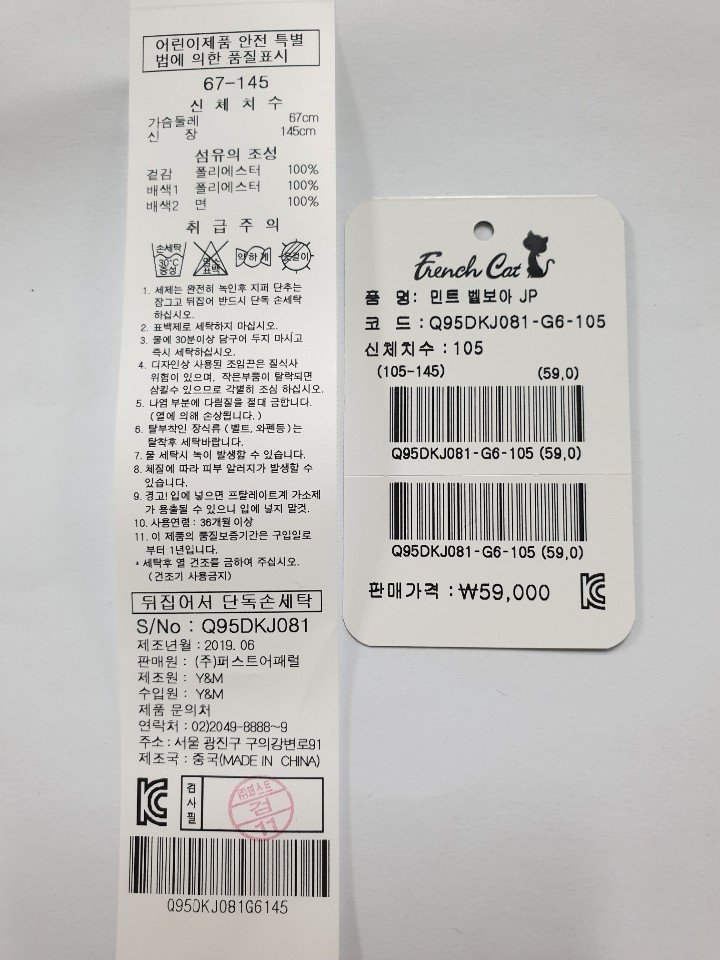 어린이제품 안전 특별
법에 의한 품질표시
67-145
신 체 치 수
가슴둘레 67cm
신 장 145cm
섬유의 조성
겉감 폴리에스터 100%
배색1 폴리에스터 100%
배색2 면 100%
취 급 주 의
손세탁
30℃
중성
염소
표백
약하게
옷걸이
1. 세제는 완전히 녹인후 지퍼 단추는
잠그고 뒤집어 반드시 단독 손세탁
하십시오.
2. 표백제로 세탁하지 마십시오.
3. 물에 30분이상 담구어 두지 마시고
즉시 세탁하십시오.
4. 디자인상 사용된 조임끈은 질식사
위험이 있으며, 작은부품이 탈락되면
삼킬수 있으므로 각별히 조심 하십시오.
5. 나염 부분에 다림질을 절대 금합니다.
(열에 의해 손상됩니다.)
6. 탈부착인 장식류 (벨트, 와펜등)는
탈착후 세탁바랍니다.
7. 물 세탁시 녹이 발생할 수 있습니다.
8. 체질에 따라 피부 알러지가 발생할 수
있습니다.
9. 경고! 입에 넣으면 프탈레이트계 가소제
가 용출될 수 있으니 입에 넣지 말것.
10. 사용연령 : 36개월 이상
11. 이 제품의 품질보증기간은 구입일로
부터 1년입니다.
* 세탁후 열 건조를 금하여 주십시오.
(건조기 사용금지)
뒤집어서 단독손세탁
S/No : Q95DKJ081
제조년월 : 2019. 06
판매원 : (주)퍼스트어패럴
제조원 : Y&M
수입원 : Y&M
제품 문의처
연락처 : 02)2049-8888~9
주소 : 서울 광진구 구의강변로91
제조국 : 중국(MADE IN CHINA)
검사필
㈜퍼스트
검
11
Q95DKJ081G6145
French Cat
품 명: 민트 벨보아 JP
코 드 : Q95DKJ081-G6-105
신체치수 : 105
(105-145) (59,0)
Q95DKJ081-G6-105 (59,0)
Q95DKJ081-G6-105 (59,0)
판매가격 : ₩59,000